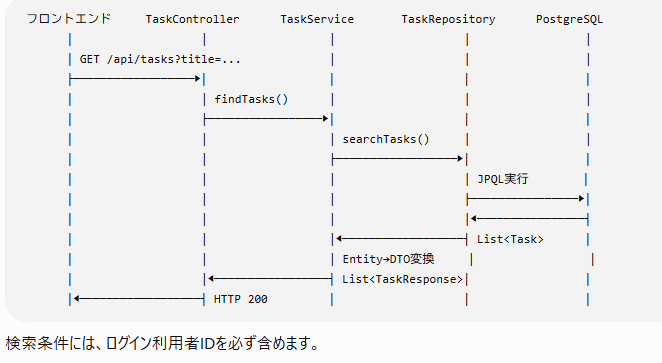 フロントエンド TaskController TaskService TaskRepository PostgreSQL
GET /api/tasks?title=...
findTasks()
searchTasks()
JPQL実行
List<Task>
Entity→DTO変換
List<TaskResponse>
HTTP 200
検索条件には、ログイン利用者IDを必ず含めます。